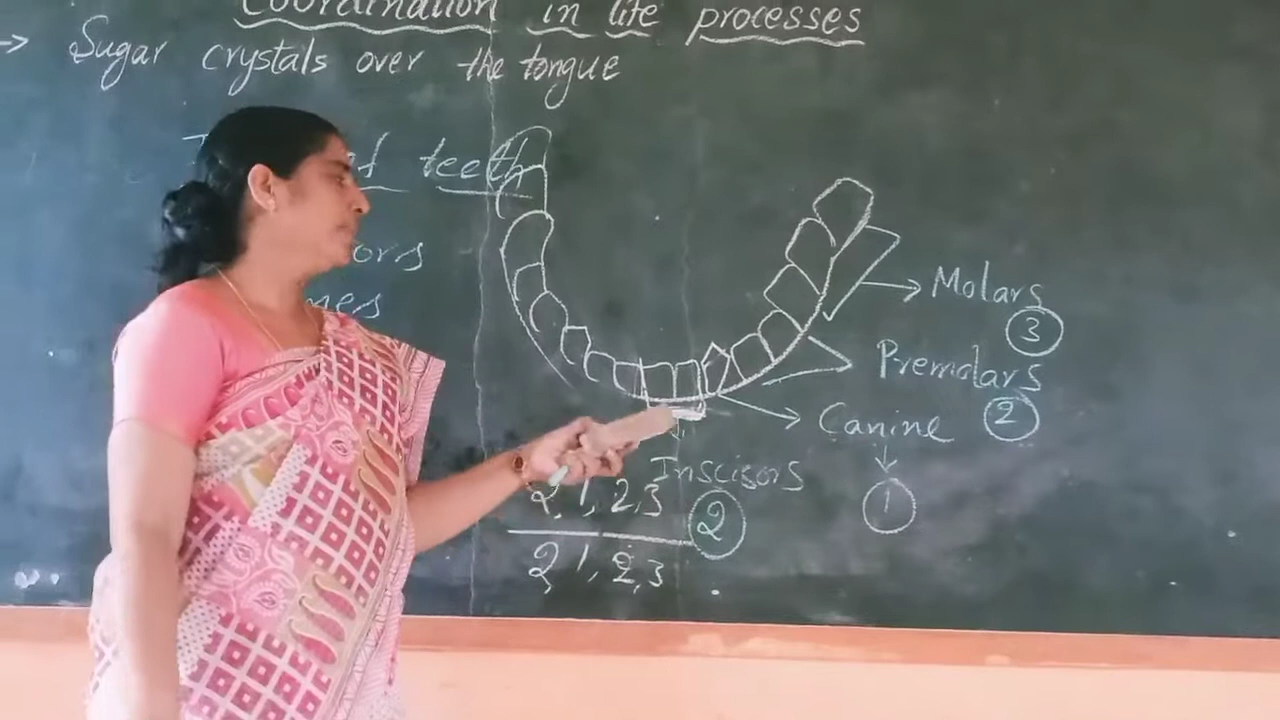 Coordination in life processes
→ Sugar crystals over the tongue
teeth
Molars
3
Premolars
2
Canine
1
Inscisors
2
2, 1, 2, 3
2, 1, 2, 3